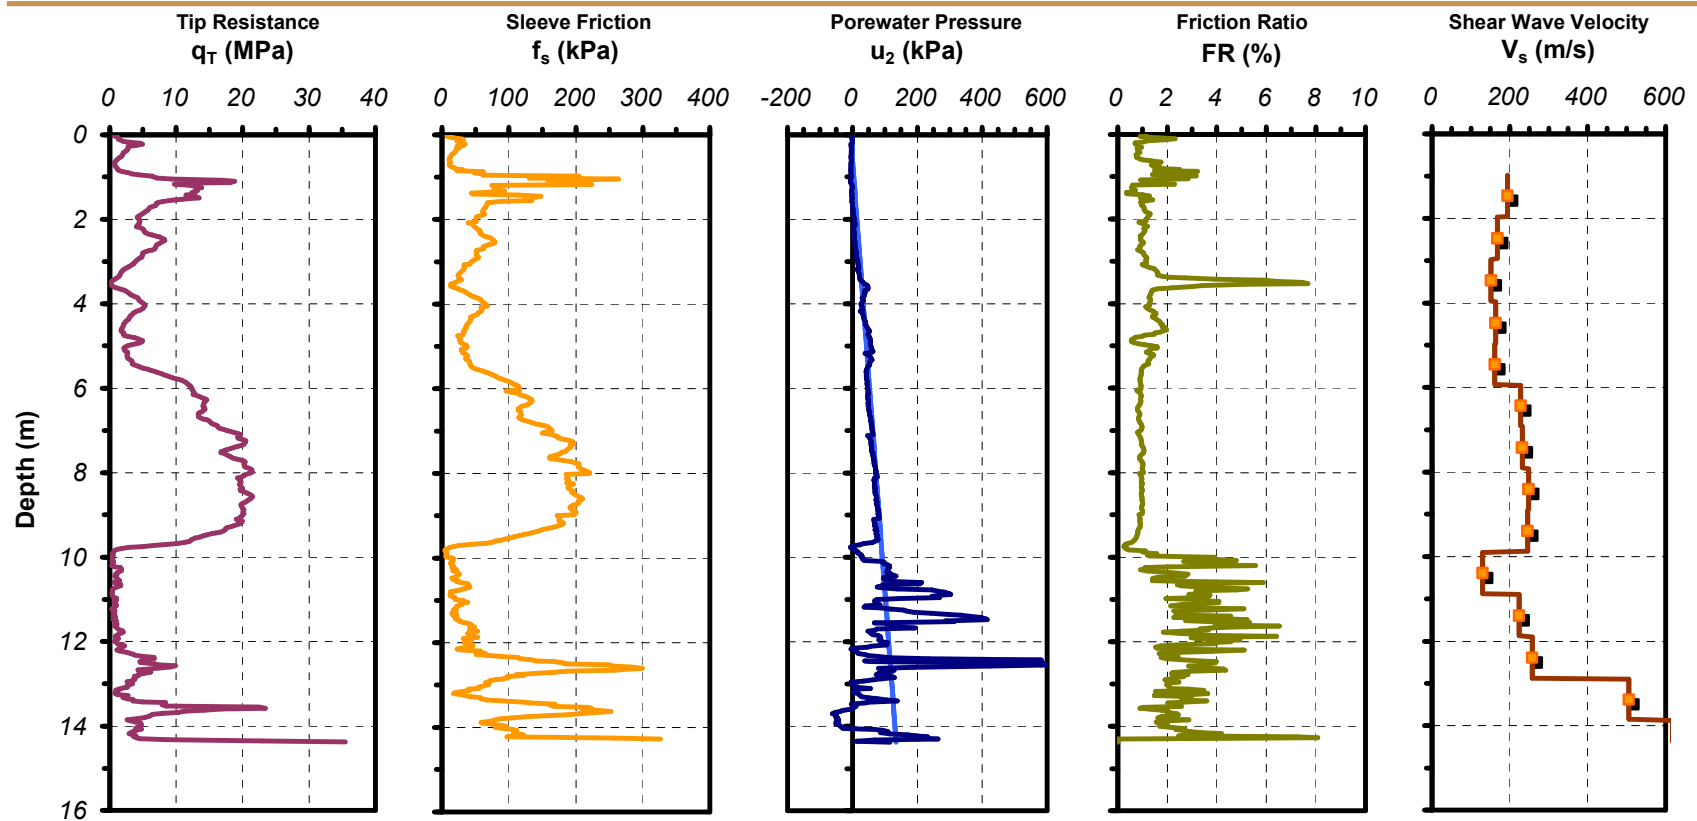 Tip Resistance
qT (MPa)
Sleeve Friction
fs (kPa)
Porewater Pressure
u2 (kPa)
Friction Ratio
FR (%)
Shear Wave Velocity
Vs (m/s)
0 10 20 30 40
0 100 200 300 400
-200 0 200 400 600
0 2 4 6 8 10
0 200 400 600
0
2
4
6
8
10
12
14
16
Depth (m)